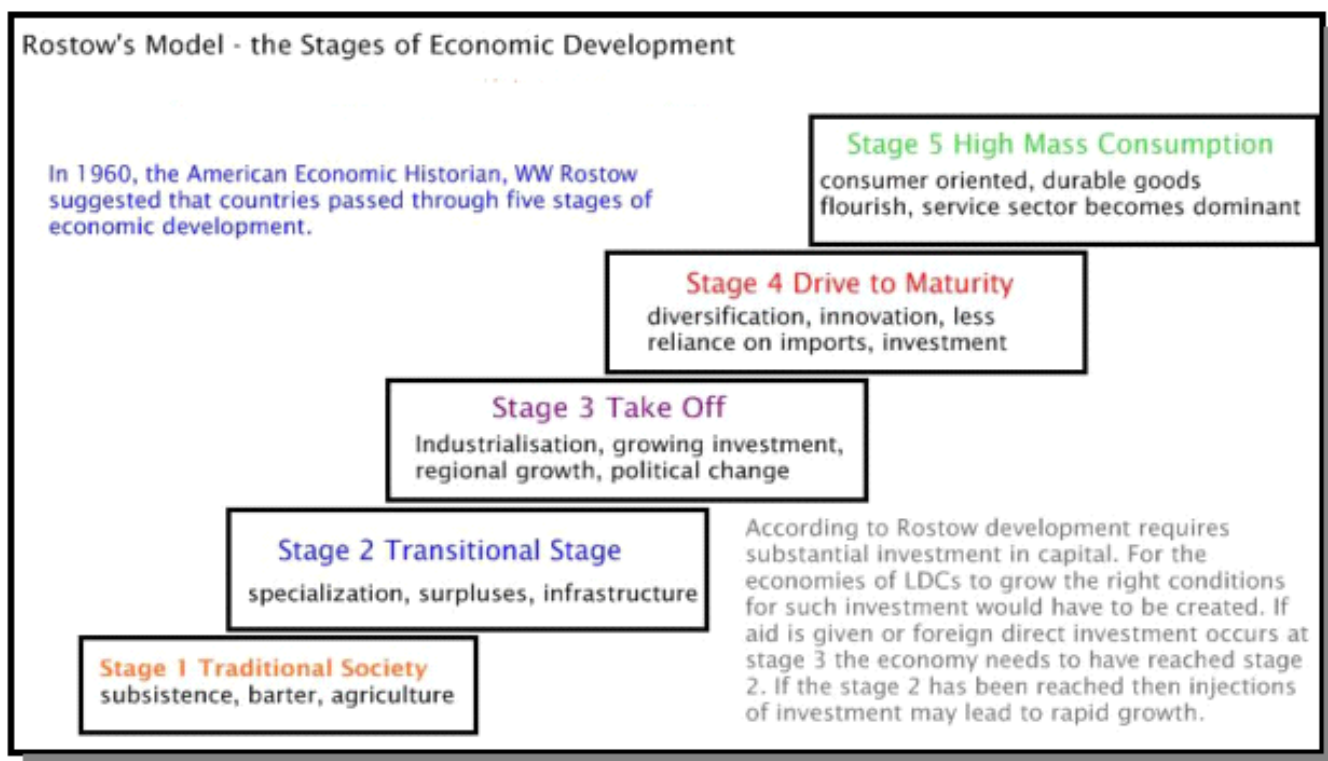 Rostow's Model - the Stages of Economic Development
In 1960, the American Economic Historian, WW Rostow
suggested that countries passed through five stages of
economic development.
Stage 5 High Mass Consumption
consumer oriented, durable goods
flourish, service sector becomes dominant
Stage 4 Drive to Maturity
diversification, innovation, less
reliance on imports, investment
Stage 3 Take Off
Industrialisation, growing investment,
regional growth, political change
Stage 2 Transitional Stage
specialization, surpluses, infrastructure
Stage 1 Traditional Society
subsistence, barter, agriculture
According to Rostow development requires
substantial investment in capital. For the
economies of LDCs to grow the right conditions
for such investment would have to be created. If
aid is given or foreign direct investment occurs at
stage 3 the economy needs to have reached stage
2. If the stage 2 has been reached then injections
of investment may lead to rapid growth.